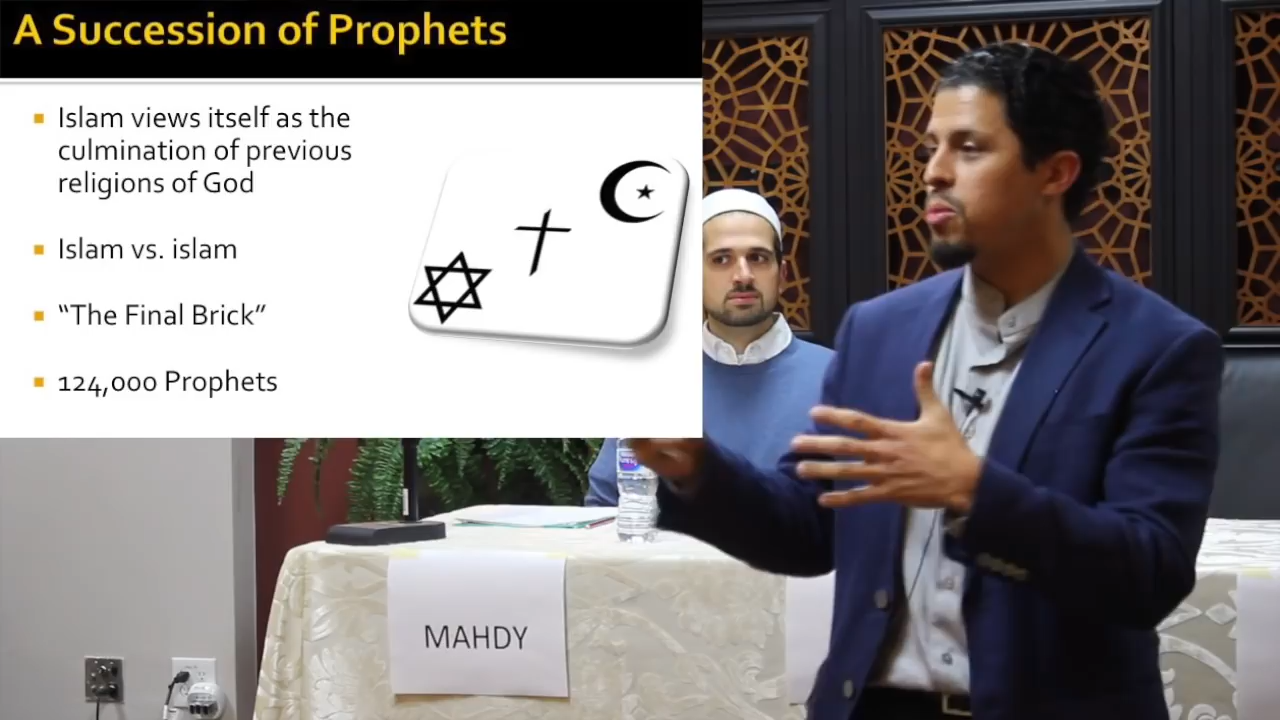 A Succession of Prophets
Islam views itself as the
culmination of previous
religions of God
Islam vs. islam
“The Final Brick”
124,000 Prophets
MAHDY